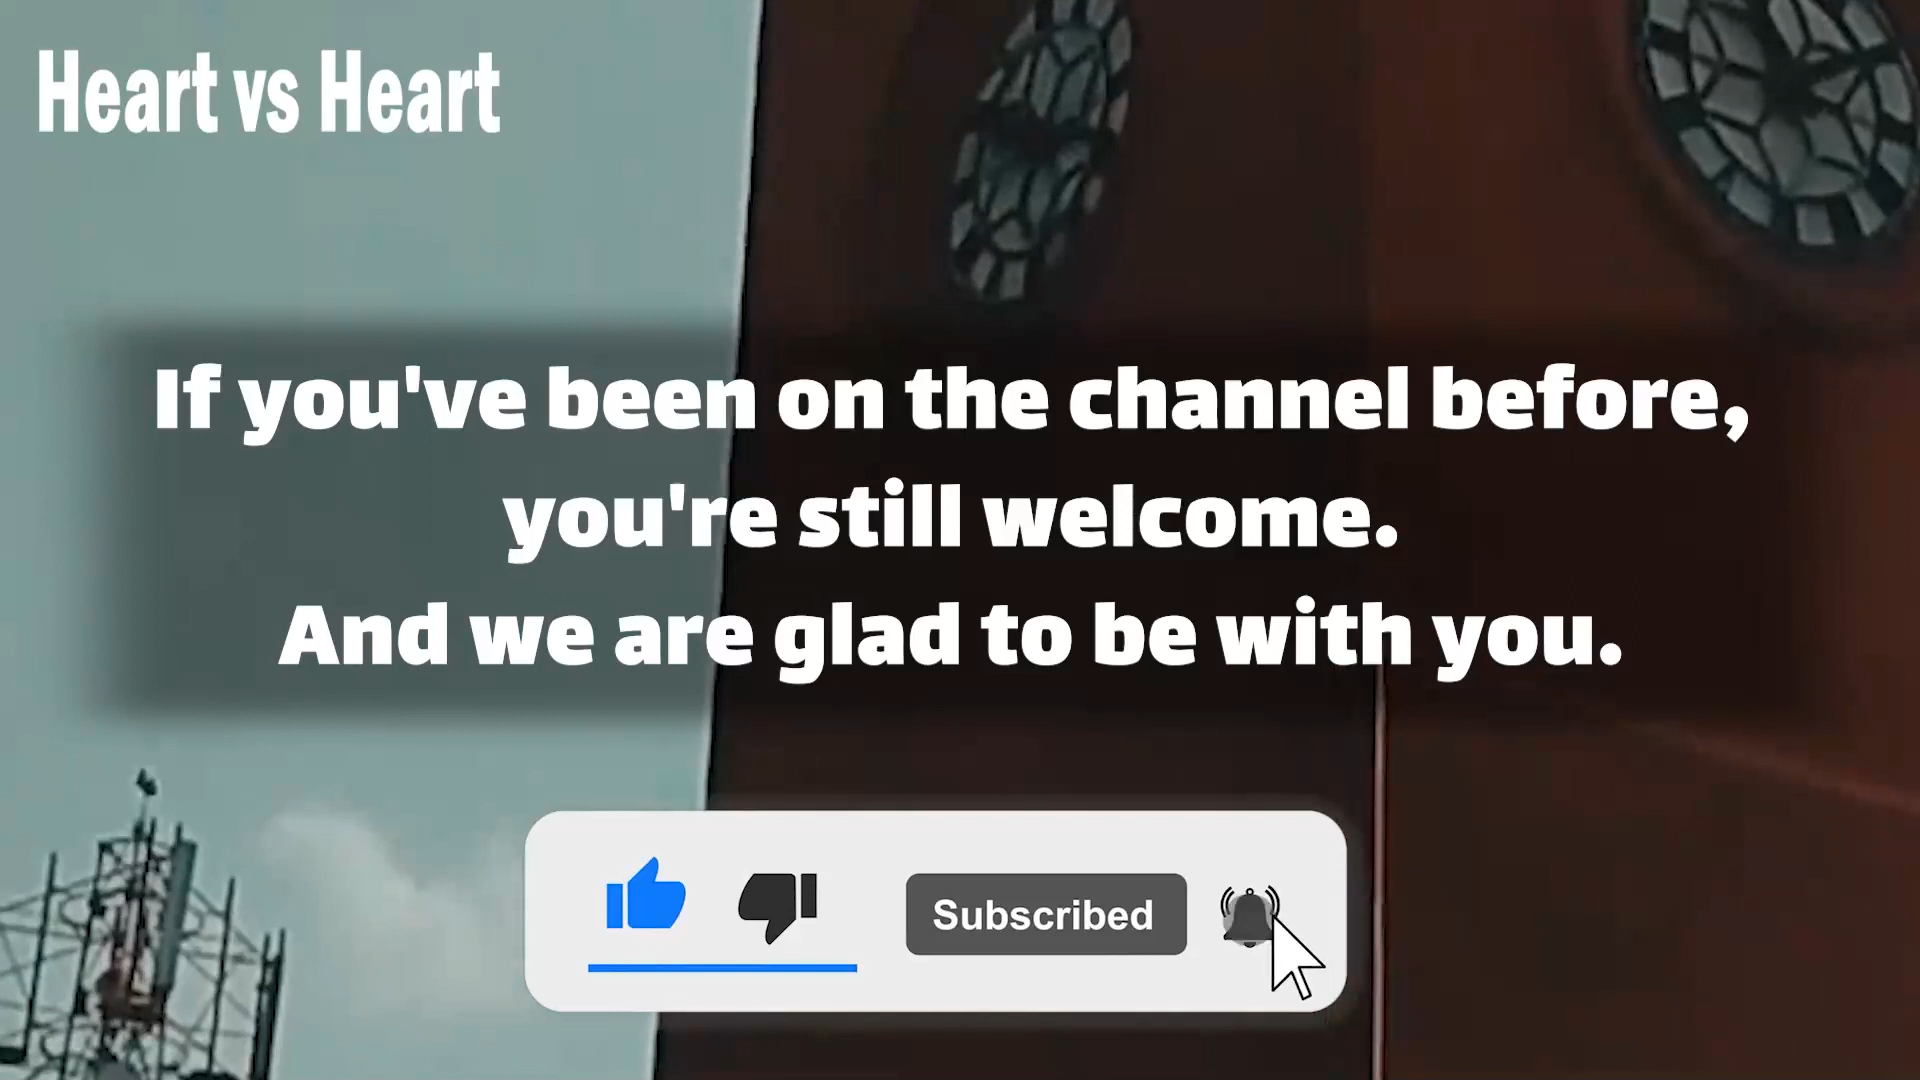 Heart vs Heart
If you've been on the channel before,
you're still welcome.
And we are glad to be with you.
Subscribed